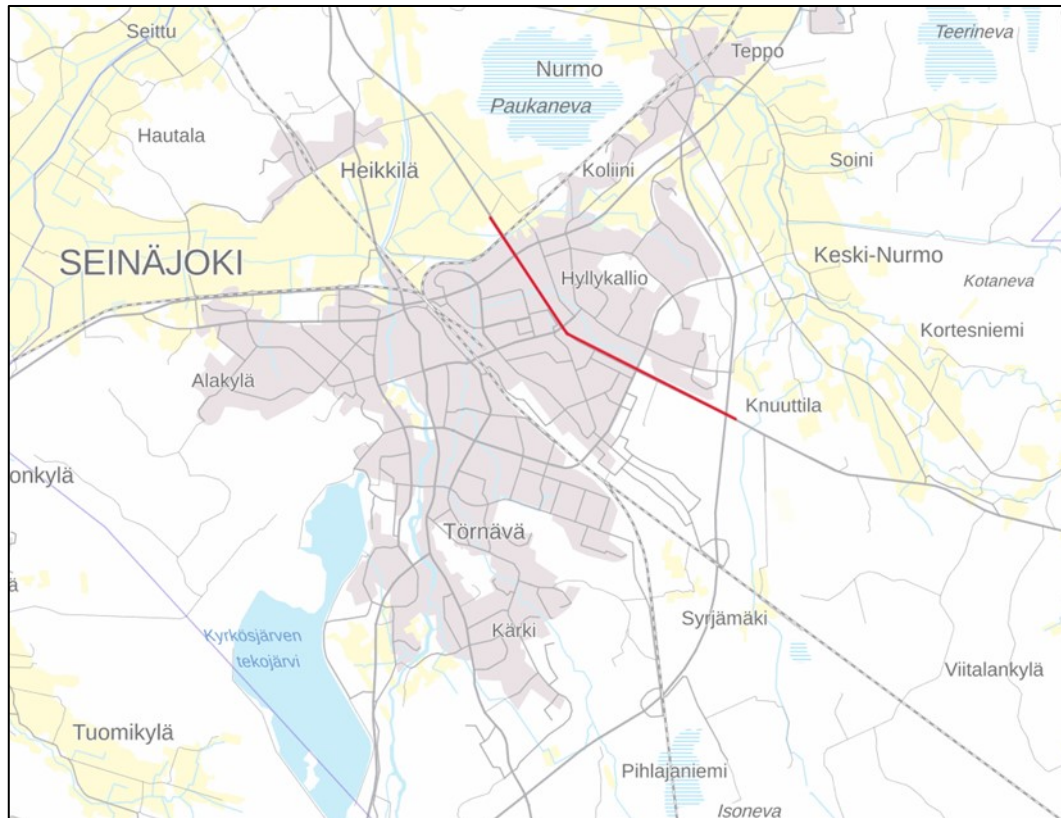 Seittu
Teppo
Teerineva
Nurmo
Paukaneva
Hautala
Heikkilä
Koliini
Soini
SEINÄJOKI
Hyllykallio
Keski-Nurmo
Kotaneva
Kortesniemi
Alakylä
Knuuttila
onkylä
Törnävä
ä
Syrjämäki
Kärki
Kyrkösjärven
tekojärvi
Viitalankylä
Tuomikylä
Pihlajaniemi
Isoneva